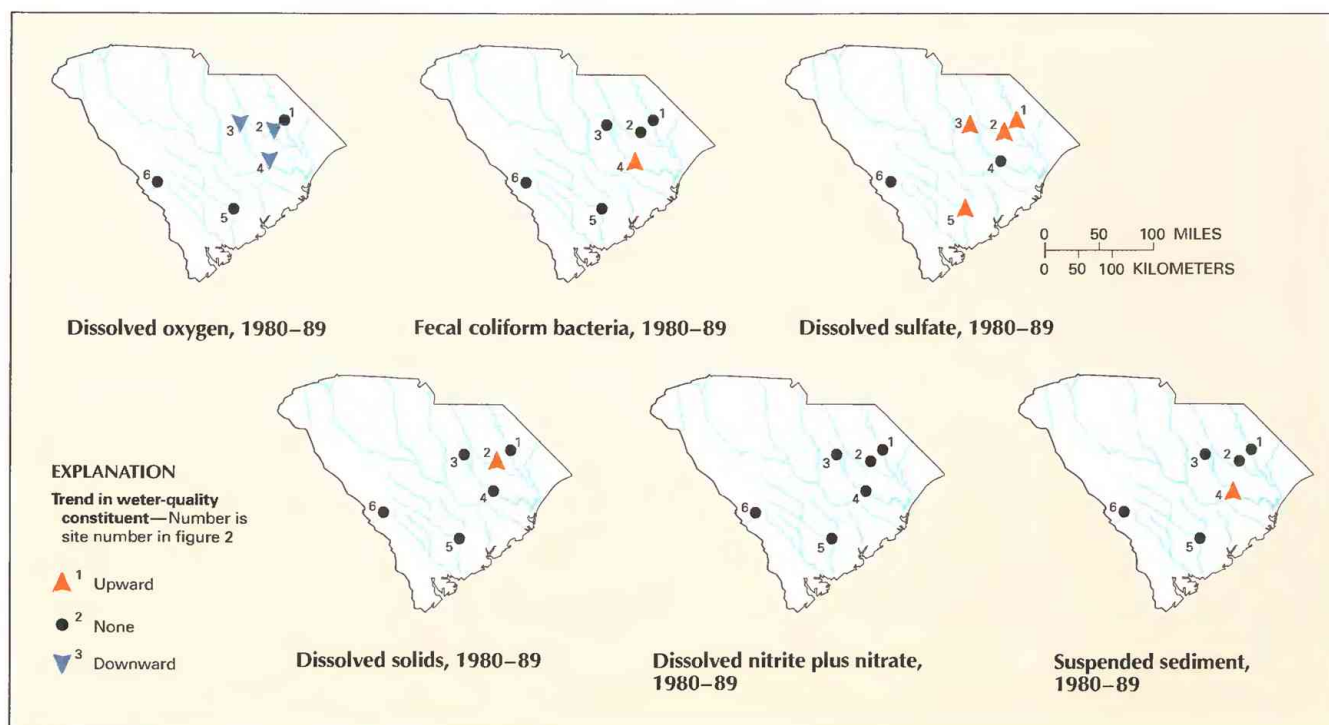 1
2
3
4
5
6
Dissolved oxygen, 1980–89
1
2
3
4
5
6
Fecal coliform bacteria, 1980–89
1
2
3
4
5
6
Dissolved sulfate, 1980–89
0 50 100 MILES
0 50 100 KILOMETERS
EXPLANATION
Trend in weter-quality
constituent—Number is
site number in figure 2
1 Upward
2 None
3 Downward
1
2
3
4
5
6
Dissolved solids, 1980–89
1
2
3
4
5
6
Dissolved nitrite plus nitrate,
1980–89
1
2
3
4
5
6
Suspended sediment,
1980–89